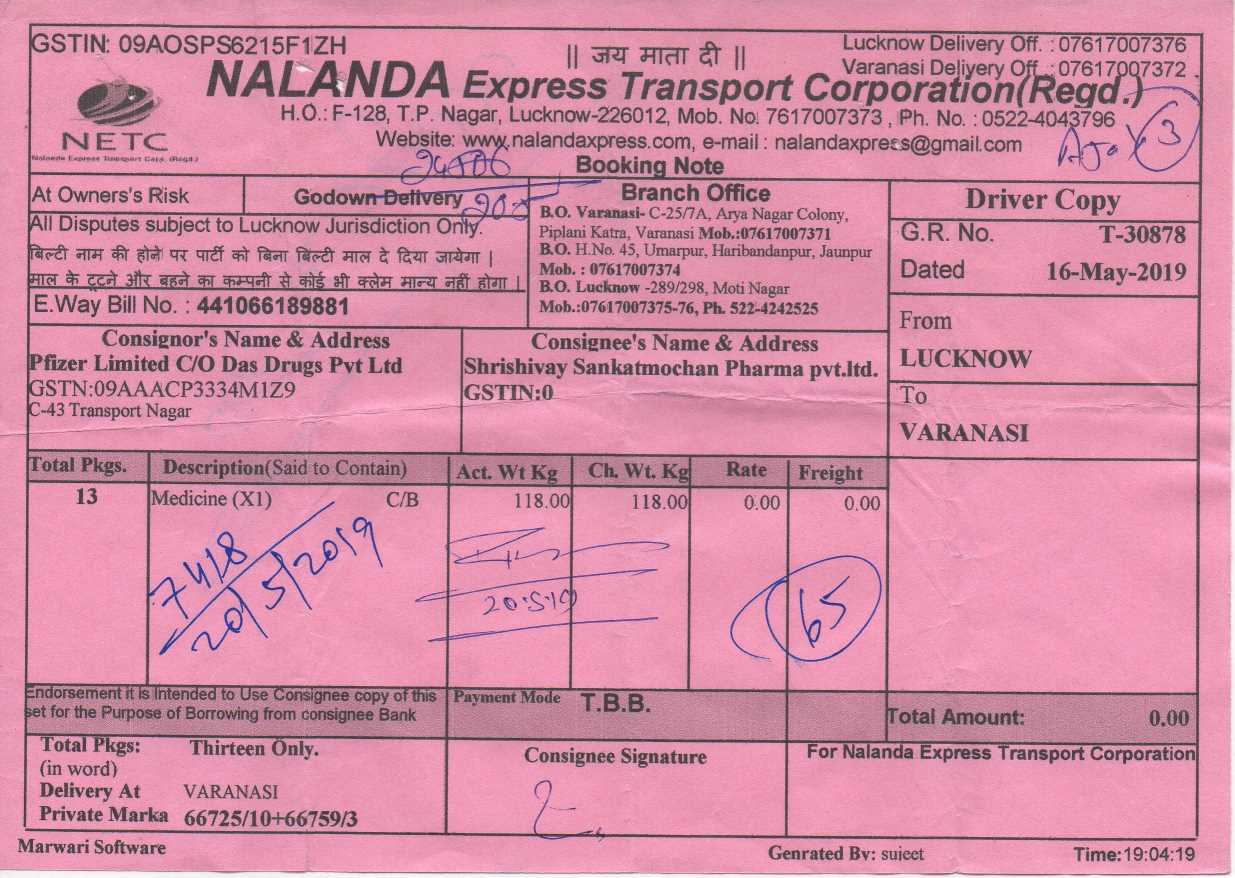 GSTIN: 09AOSPS6215F1ZH
|| जय माता दी ||
Lucknow Delivery Off. : 07617007376
Varanasi Delivery Off. : 07617007372
NALANDA Express Transport Corporation(Regd.)
NETC
Nalanda Express Transport Corp. (Regd.)
H.O.: F-128, T.P. Nagar, Lucknow-226012, Mob. No. 7617007373 , Ph. No. : 0522-4043796
Website: www.nalandaxpress.com, e-mail : nalandaxpress@gmail.com
3
Booking Note
At Owners's Risk
Godown Delivery
All Disputes subject to Lucknow Jurisdiction Only.
बिल्टी नाम की होने पर पार्टी को बिना बिल्टी माल दे दिया जायेगा |
माल के टूटने और बहने का कम्पनी से कोई भी क्लेम मान्य नहीं होगा |
E.Way Bill No. : 441066189881
Branch Office
B.O. Varanasi- C-25/7A, Arya Nagar Colony,
Piplani Katra, Varanasi Mob.:07617007371
B.O. H.No. 45, Umarpur, Haribandanpur, Jaunpur
Mob. : 07617007374
B.O. Lucknow -289/298, Moti Nagar
Mob.:07617007375-76, Ph. 522-4242525
Driver Copy
G.R. No. T-30878
Dated 16-May-2019
From
LUCKNOW
To
VARANASI
Consignor's Name & Address
Pfizer Limited C/O Das Drugs Pvt Ltd
GSTN:09AAACP3334M1Z9
C-43 Transport Nagar
Consignee's Name & Address
Shrishivay Sankatmochan Pharma pvt.ltd.
GSTIN:0
Total Pkgs. Description(Said to Contain) Act. Wt Kg Ch. Wt. Kg Rate Freight
13 Medicine (X1) C/B 118.00 118.00 0.00 0.00
7418
20/5/2019
20.5.19
65
Endorsement it is Intended to Use Consignee copy of this
set for the Purpose of Borrowing from consignee Bank
Payment Mode T.B.B.
Total Amount: 0.00
Total Pkgs: Thirteen Only.
(in word)
Delivery At VARANASI
Private Marka 66725/10+66759/3
Consignee Signature
For Nalanda Express Transport Corporation
Marwari Software
Genrated By: sujeet
Time:19:04:19